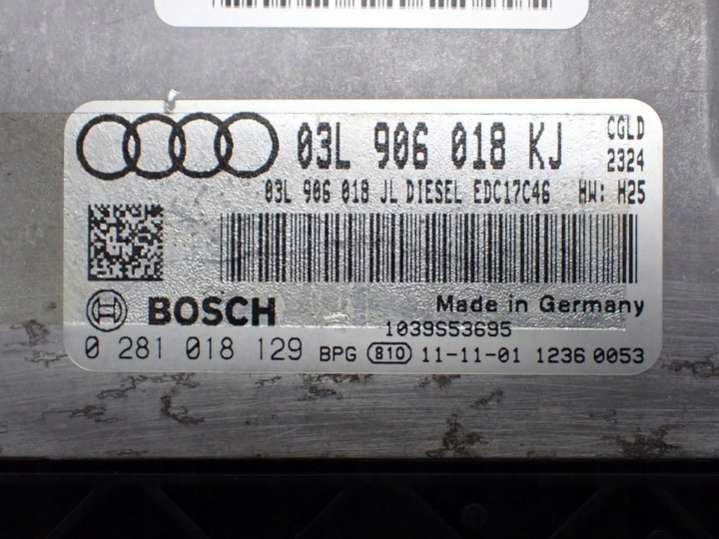 03L 906 018 KJ CGLD
2324
03L 906 018 JL DIESEL EDC17C46 HW: H25
BOSCH
Made in Germany
1039S53695
0 281 018 129 BPG 810 11-11-01 1236 0053